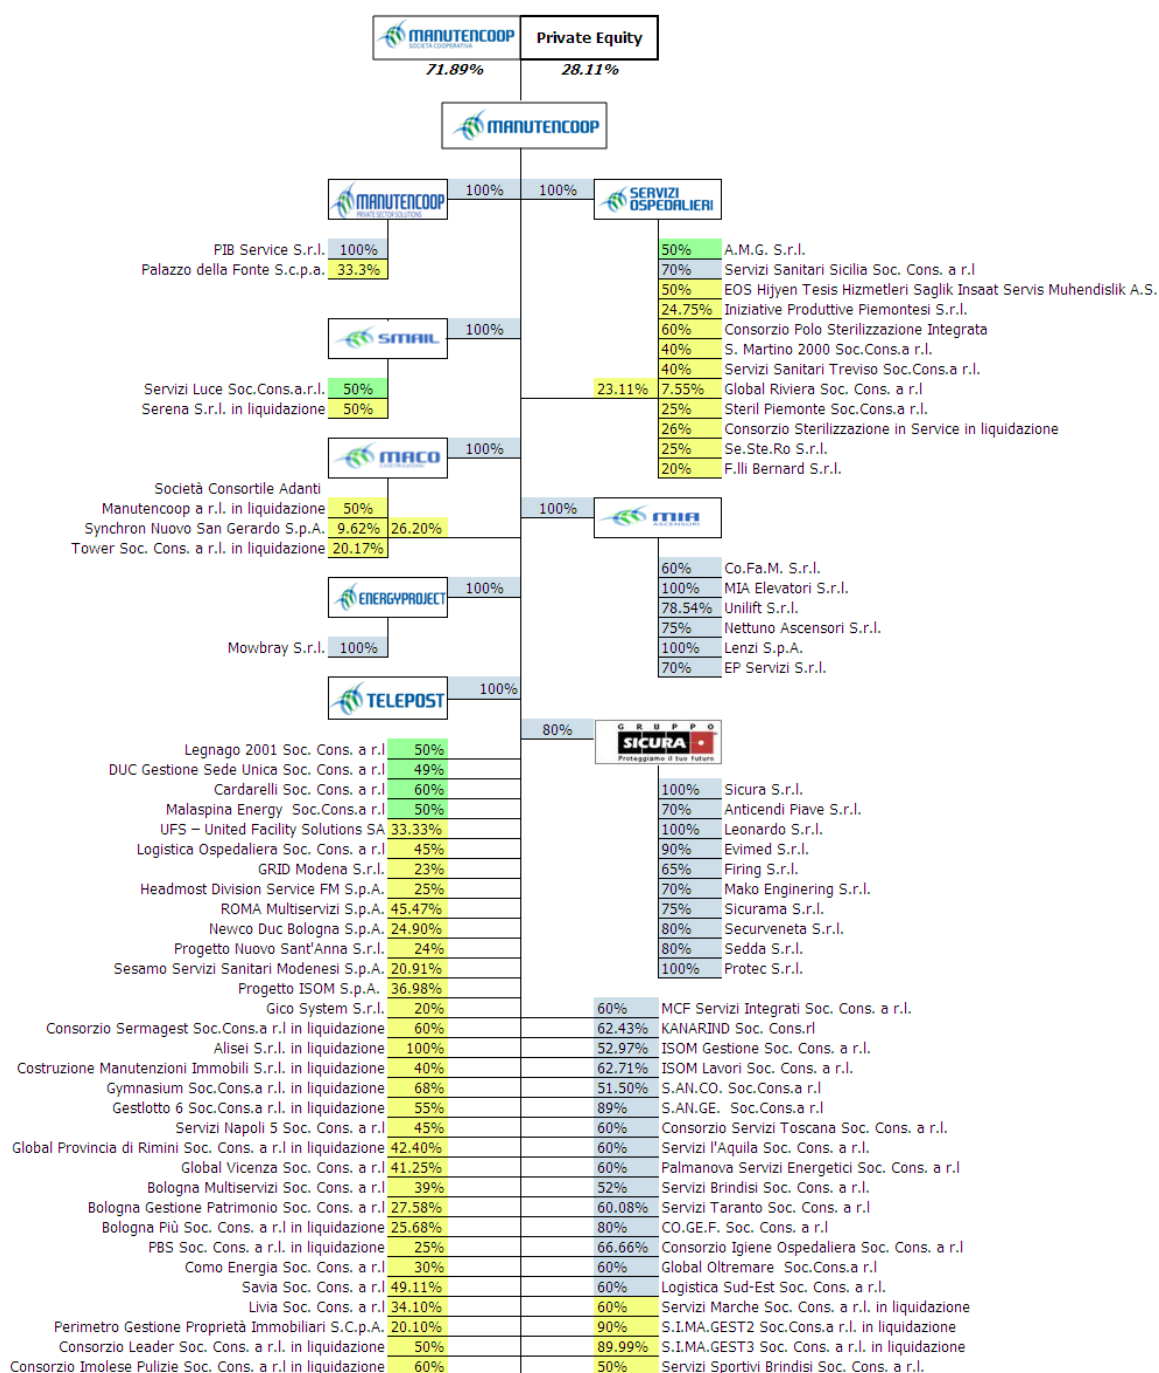 MANUTENCOOP
SOCIETÀ COOPERATIVA
Private Equity
71.89%
28.11%
MANUTENCOOP
MANUTENCOOP
PRIVATE SECTOR SOLUTIONS
100%
100%
SERVIZI
OSPEDALIERI
PIB Service S.r.l. 100%
Palazzo della Fonte S.c.p.a. 33.3%
50% A.M.G. S.r.l.
70% Servizi Sanitari Sicilia Soc. Cons. a r.l
50% EOS Hijyen Tesis Hizmetleri Saglik Insaat Servis Muhendislik A.S.
24.75% Iniziative Produttive Piemontesi S.r.l.
60% Consorzio Polo Sterilizzazione Integrata
40% S. Martino 2000 Soc.Cons.a r.l.
40% Servizi Sanitari Treviso Soc.Cons.a r.l.
23.11% 7.55% Global Riviera Soc. Cons. a r.l
25% Steril Piemonte Soc.Cons.a r.l.
26% Consorzio Sterilizzazione in Service in liquidazione
25% Se.Ste.Ro S.r.l.
20% F.lli Bernard S.r.l.
SMAIL
100%
Servizi Luce Soc.Cons.a.r.l. 50%
Serena S.r.l. in liquidazione 50%
MACO
COSTRUZIONI
100%
Società Consortile Adanti
Manutencoop a r.l. in liquidazione 50%
Synchron Nuovo San Gerardo S.p.A. 9.62% 26.20%
Tower Soc. Cons. a r.l. in liquidazione 20.17%
100%
MIA
ASCENSORI
60% Co.Fa.M. S.r.l.
100% MIA Elevatori S.r.l.
78.54% Unilift S.r.l.
75% Nettuno Ascensori S.r.l.
100% Lenzi S.p.A.
70% EP Servizi S.r.l.
ENERGYPROJECT
100%
Mowbray S.r.l. 100%
TELEPOST
100%
80%
GRUPPO
SICURA
Proteggiamo il tuo futuro
100% Sicura S.r.l.
70% Anticendi Piave S.r.l.
100% Leonardo S.r.l.
90% Evimed S.r.l.
65% Firing S.r.l.
70% Mako Enginering S.r.l.
75% Sicurama S.r.l.
80% Securveneta S.r.l.
80% Sedda S.r.l.
100% Protec S.r.l.
Legnago 2001 Soc. Cons. a r.l 50%
DUC Gestione Sede Unica Soc. Cons. a r.l 49%
Cardarelli Soc. Cons. a r.l 60%
Malaspina Energy Soc.Cons.a r.l 50%
UFS – United Facility Solutions SA 33.33%
Logistica Ospedaliera Soc. Cons. a r.l 45%
GRID Modena S.r.l. 23%
Headmost Division Service FM S.p.A. 25%
ROMA Multiservizi S.p.A. 45.47%
Newco Duc Bologna S.p.A. 24.90%
Progetto Nuovo Sant'Anna S.r.l. 24%
Sesamo Servizi Sanitari Modenesi S.p.A. 20.91%
Progetto ISOM S.p.A. 36.98%
Gico System S.r.l. 20%
Consorzio Sermagest Soc.Cons.a r.l in liquidazione 60%
Alisei S.r.l. in liquidazione 100%
Costruzione Manutenzioni Immobili S.r.l. in liquidazione 40%
Gymnasium Soc.Cons.a r.l. in liquidazione 68%
Gestlotto 6 Soc.Cons.a r.l. in liquidazione 55%
Servizi Napoli 5 Soc. Cons. a r.l 45%
Global Provincia di Rimini Soc. Cons. a r.l in liquidazione 42.40%
Global Vicenza Soc. Cons. a r.l 41.25%
Bologna Multiservizi Soc. Cons. a r.l 39%
Bologna Gestione Patrimonio Soc. Cons. a r.l 27.58%
Bologna Più Soc. Cons. a r.l in liquidazione 25.68%
PBS Soc. Cons. a r.l. in liquidazione 25%
Como Energia Soc. Cons. a r.l 30%
Savia Soc. Cons. a r.l 49.11%
Livia Soc. Cons. a r.l 34.10%
Perimetro Gestione Proprietà Immobiliari S.C.p.A. 20.10%
Consorzio Leader Soc. Cons. a r.l. in liquidazione 50%
Consorzio Imolese Pulizie Soc. Cons. a r.l in liquidazione 60%
60% MCF Servizi Integrati Soc. Cons. a r.l.
62.43% KANARIND Soc. Cons.rl
52.97% ISOM Gestione Soc. Cons. a r.l.
62.71% ISOM Lavori Soc. Cons. a r.l.
51.50% S.AN.CO. Soc.Cons.a r.l
89% S.AN.GE. Soc.Cons.a r.l
60% Consorzio Servizi Toscana Soc. Cons. a r.l.
60% Servizi l'Aquila Soc. Cons. a r.l.
60% Palmanova Servizi Energetici Soc. Cons. a r.l
52% Servizi Brindisi Soc. Cons. a r.l.
60.08% Servizi Taranto Soc. Cons. a r.l
80% CO.GE.F. Soc. Cons. a r.l
66.66% Consorzio Igiene Ospedaliera Soc. Cons. a r.l
60% Global Oltremare Soc.Cons.a r.l
60% Logistica Sud-Est Soc. Cons. a r.l.
60% Servizi Marche Soc. Cons. a r.l. in liquidazione
90% S.I.MA.GEST2 Soc.Cons.a r.l. in liquidazione
89.99% S.I.MA.GEST3 Soc. Cons. a r.l. in liquidazione
50% Servizi Sportivi Brindisi Soc. Cons. a r.l.